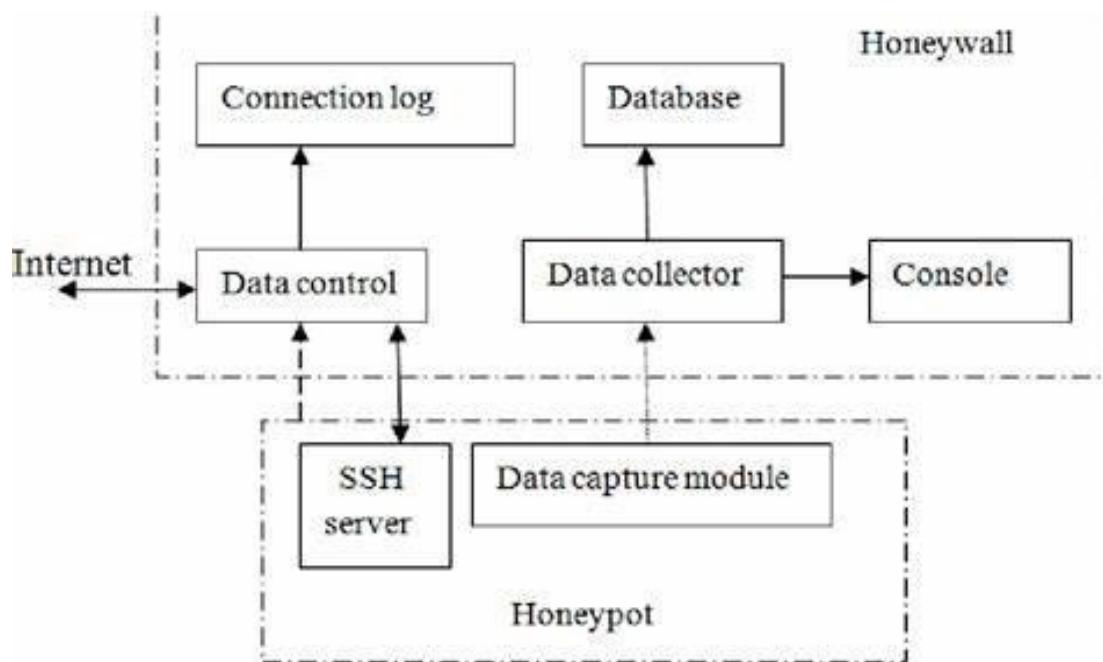 Honeywall
Connection log
Database
Internet
Data control
Data collector
Console
SSH
server
Data capture module
Honeypot